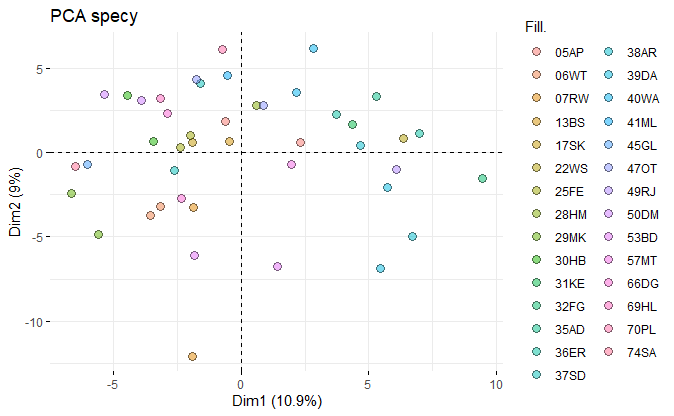 PCA specy
Fill.
05AP
06WT
07RW
13BS
17SK
22WS
25FE
28HM
29MK
30HB
31KE
32FG
35AD
36ER
37SD
38AR
39DA
40WA
41ML
45GL
47OT
49RJ
50DM
53BD
57MT
66DG
69HL
70PL
74SA
Dim2 (9%)
5
0
-5
-10
-5
0
5
10
Dim1 (10.9%)